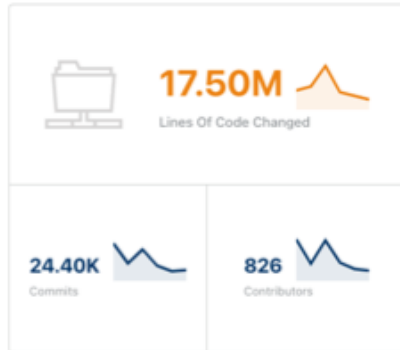 17.50M
Lines Of Code Changed
24.40K
Commits
826
Contributors